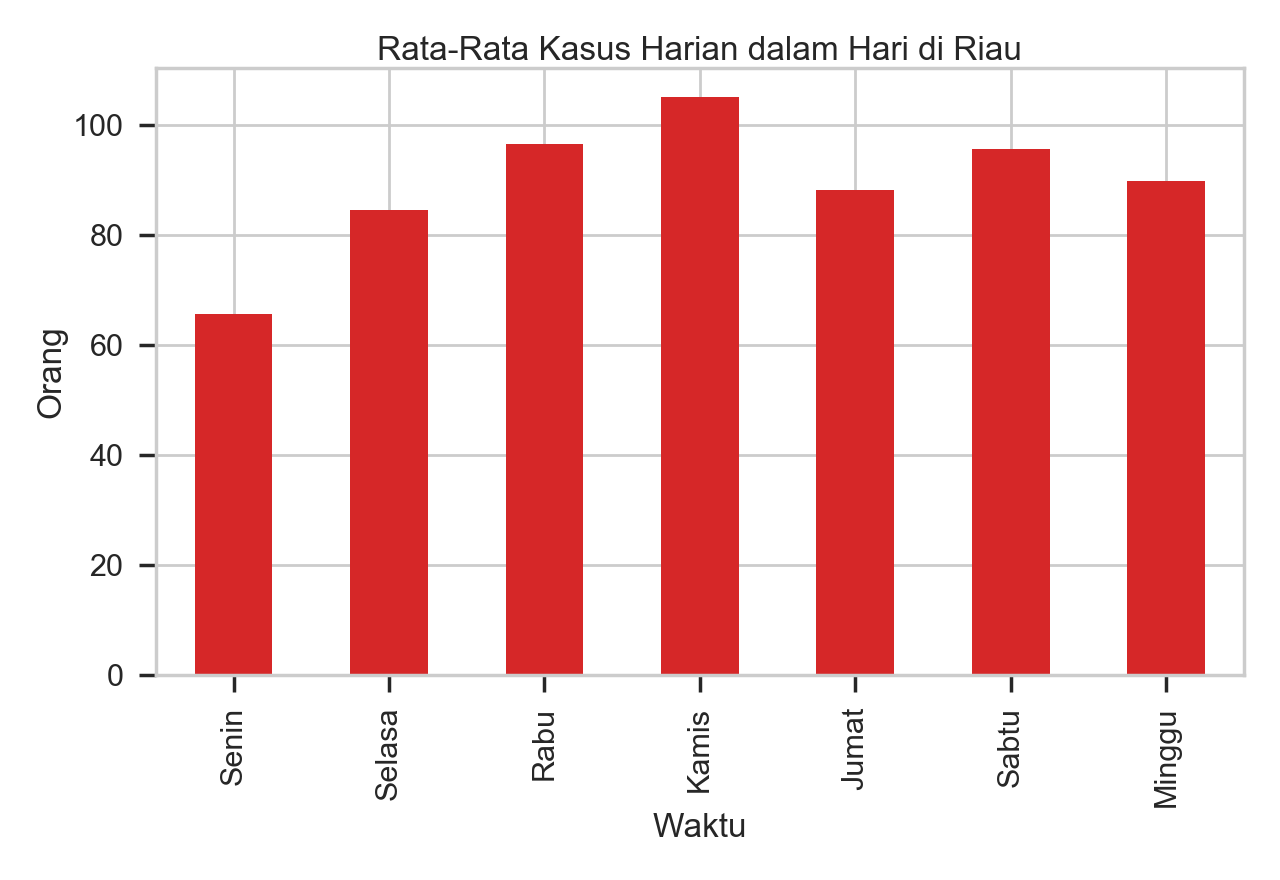 Rata-Rata Kasus Harian dalam Hari di Riau
100
80
60
40
20
0
Orang
Senin
Selasa
Rabu
Kamis
Jumat
Sabtu
Minggu
Waktu